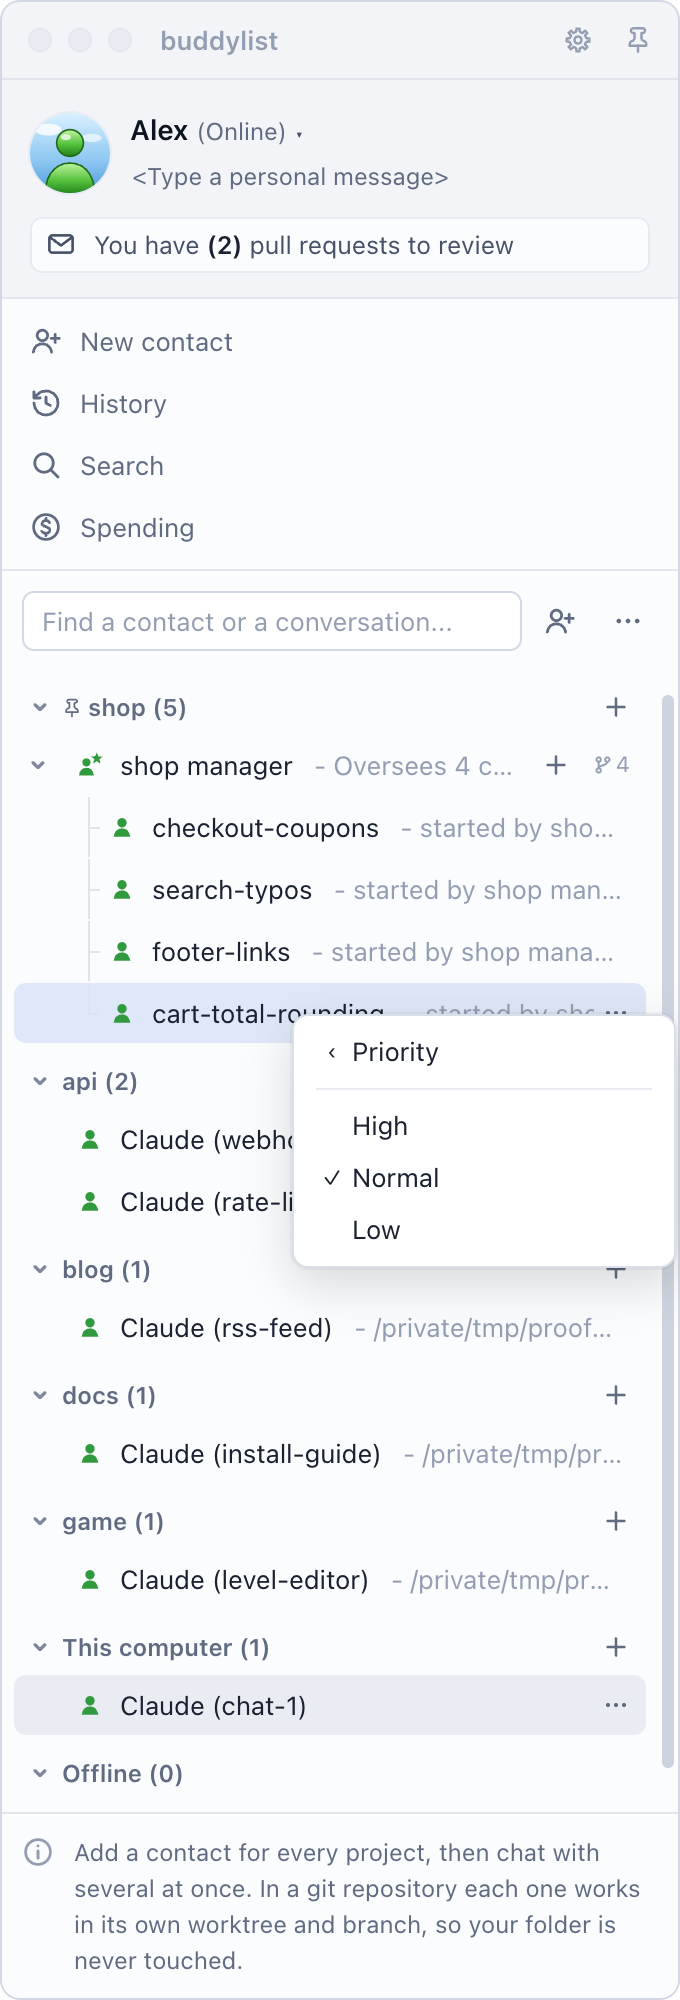 buddylist
Alex (Online)
<Type a personal message>
You have (2) pull requests to review
New contact
History
Search
Spending
Find a contact or a conversation...
shop (5)
shop manager - Oversees 4 c... 4
checkout-coupons - started by sho...
search-typos - started by shop man...
footer-links - started by shop mana...
cart-total-rounding - started by sho
Priority
High
Normal
Low
api (2)
Claude (webho
Claude (rate-li
blog (1)
Claude (rss-feed) - /private/tmp/proof...
docs (1)
Claude (install-guide) - /private/tmp/pr...
game (1)
Claude (level-editor) - /private/tmp/pr...
This computer (1)
Claude (chat-1)
Offline (0)
Add a contact for every project, then chat with
several at once. In a git repository each one works
in its own worktree and branch, so your folder is
never touched.